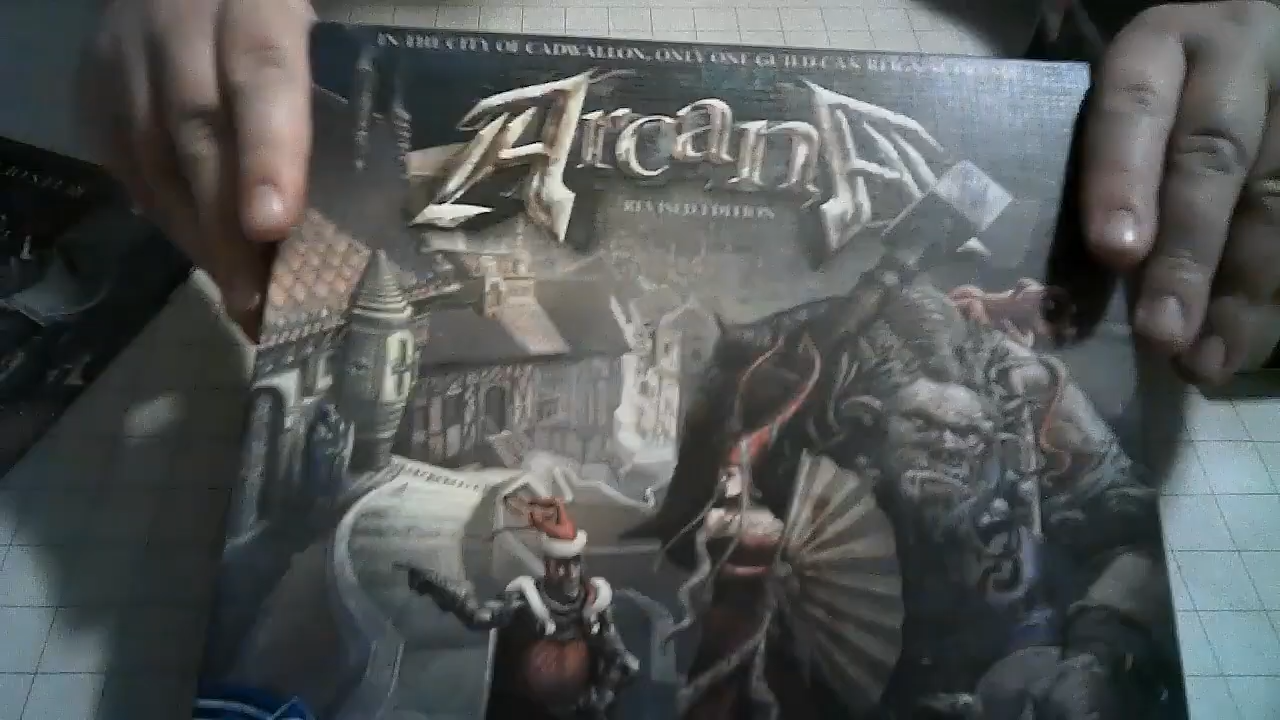 IN THE CITY OF CADWALLON, ONLY ONE GUILD CAN REIGN
ArcanA
REVISED EDITION